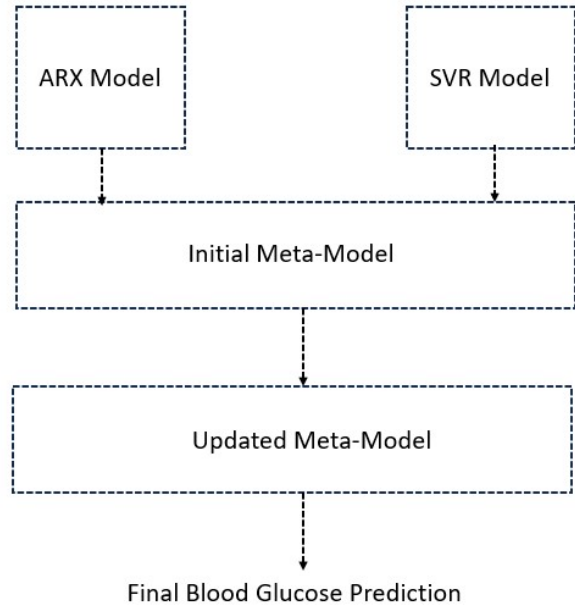 ARX Model
SVR Model
Initial Meta-Model
Updated Meta-Model
Final Blood Glucose Prediction